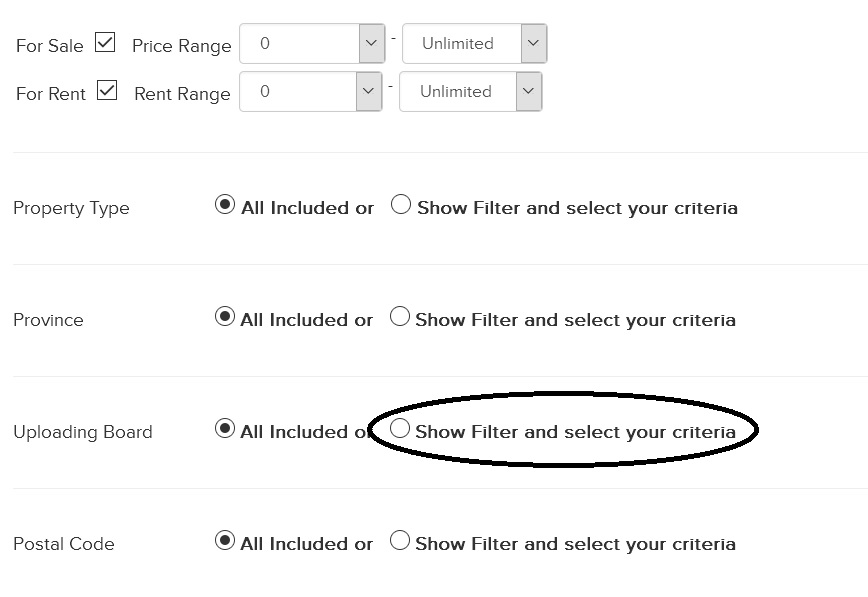 For Sale Price Range 0 - Unlimited
For Rent Rent Range 0 - Unlimited
Property Type All Included or Show Filter and select your criteria
Province All Included or Show Filter and select your criteria
Uploading Board All Included or Show Filter and select your criteria
Postal Code All Included or Show Filter and select your criteria